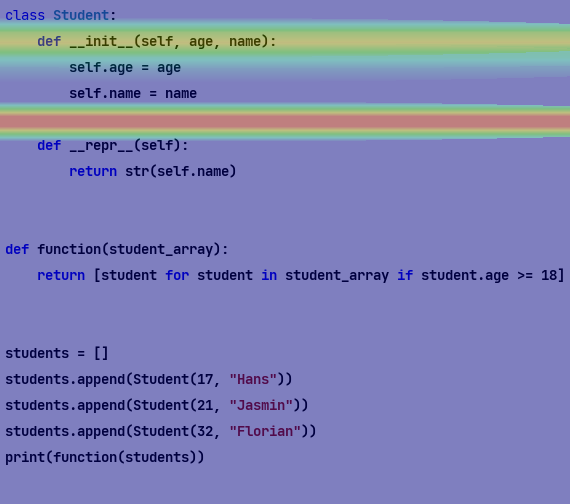 class Student:
    def __init__(self, age, name):
        self.age = age
        self.name = name
    def __repr__(self):
        return str(self.name)
def function(student_array):
    return [student for student in student_array if student.age >= 18]
students = []
students.append(Student(17, "Hans"))
students.append(Student(21, "Jasmin"))
students.append(Student(32, "Florian"))
print(function(students))